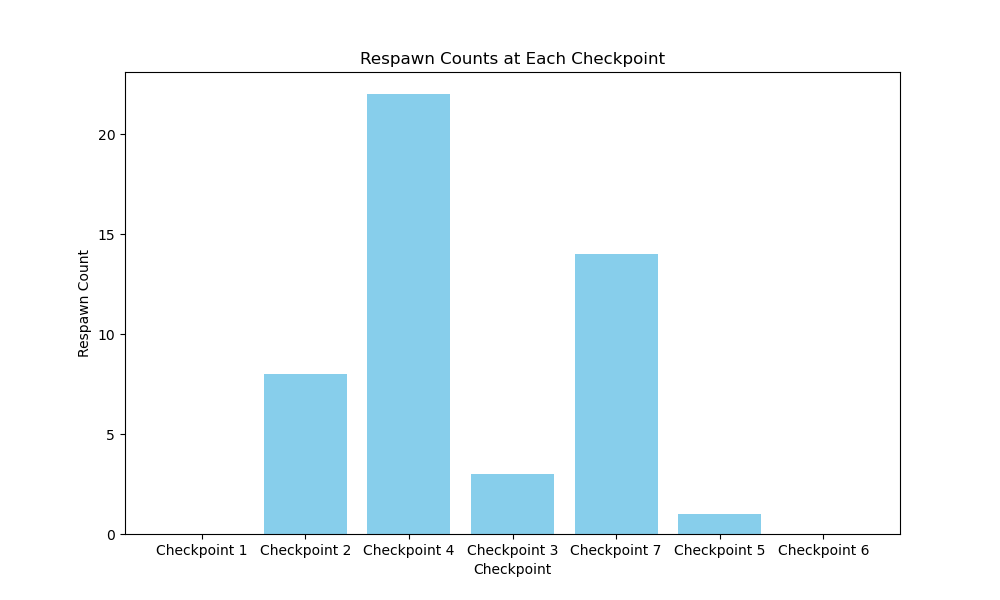 Respawn Counts at Each Checkpoint
Respawn Count
20
15
10
5
0
Checkpoint 1 Checkpoint 2 Checkpoint 4 Checkpoint 3 Checkpoint 7 Checkpoint 5 Checkpoint 6
Checkpoint